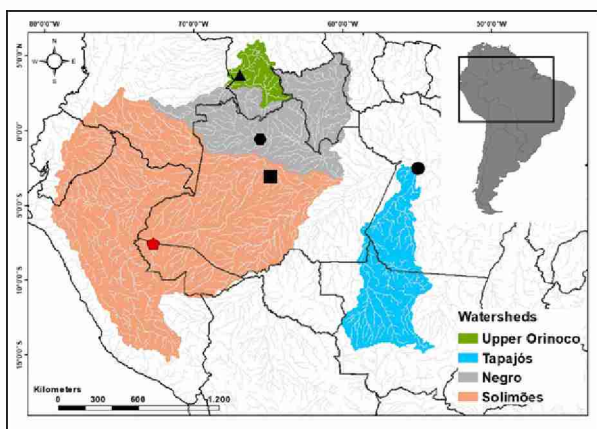 80°0'0"W 70°0'0"W 60°0'0"W 50°0'0"W
N
W E
S
5°0'0"N
0°0'0"
5°0'0"S
10°0'0"S
15°0'0"S
Watersheds
Upper Orinoco
Tapajós
Negro
Solimões
Kilometers
0 300 600 1.200